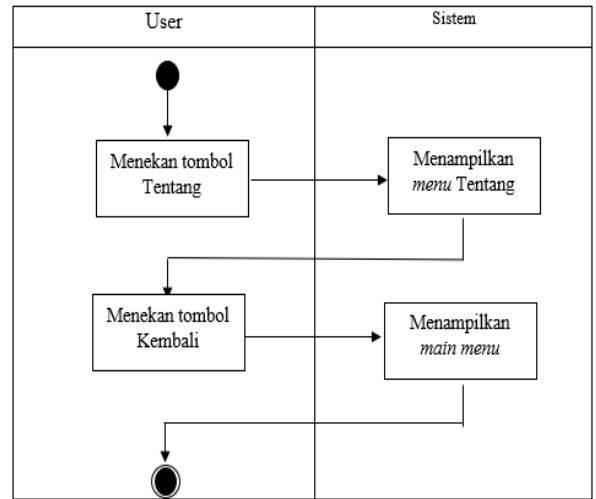 User
Sistem
Menekan tombol
Tentang
Menampilkan
menu Tentang
Menekan tombol
Kembali
Menampilkan
main menu